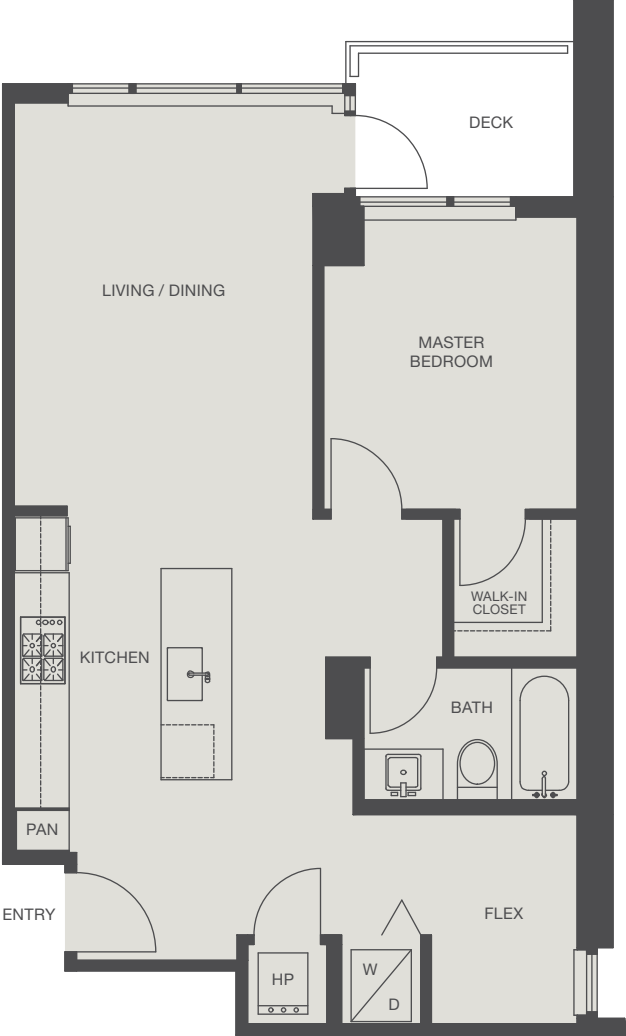 DECK
LIVING / DINING
MASTER
BEDROOM
WALK-IN
CLOSET
KITCHEN
BATH
PAN
ENTRY
FLEX
HP
W
D